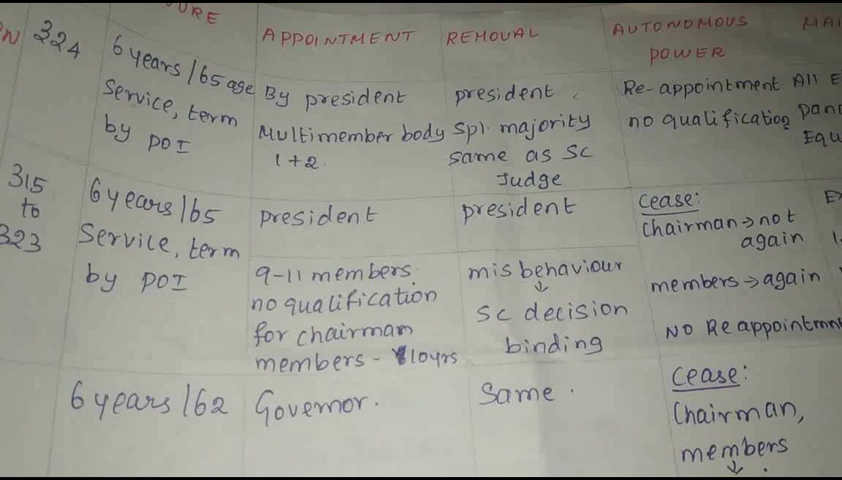 APPOINTMENT
REMOVAL
AUTONOMOUS
POWER
324
6 years/65 age
Service, term
by POI
By president
Multimember body
1+2.
president
Spl. majority
same as SC
Judge
Re-appointment
no qualification
All
315
to
323
6 years/65
Service, term
by POI
president
9-11 members.
no qualification
for chairman
members - 10yrs
president
misbehaviour
↓
SC decision
binding
Cease:
Chairman → not
again
members → again
NO Reappointmn
6 years/62
Governor.
Same.
Cease:
Chairman,
members
↓